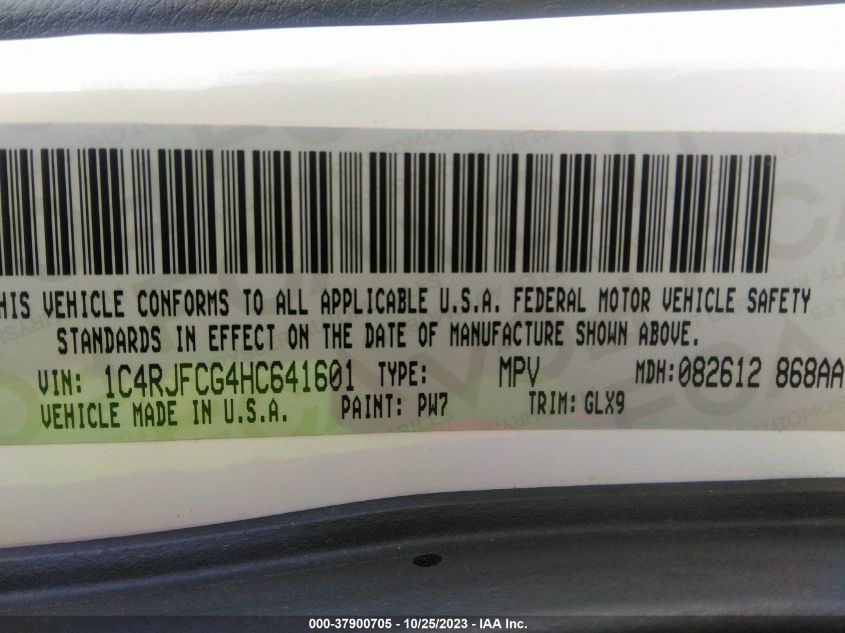 HIS VEHICLE CONFORMS TO ALL APPLICABLE U.S.A. FEDERAL MOTOR VEHICLE SAFETY
STANDARDS IN EFFECT ON THE DATE OF MANUFACTURE SHOWN ABOVE.
VIN: 1C4RJFCG4HC641601 TYPE: MPV MDH: 082612 868AA
VEHICLE MADE IN U.S.A. PAINT: PW7 TRIM: GLX9
000-37900705 - 10/25/2023 - IAA Inc.